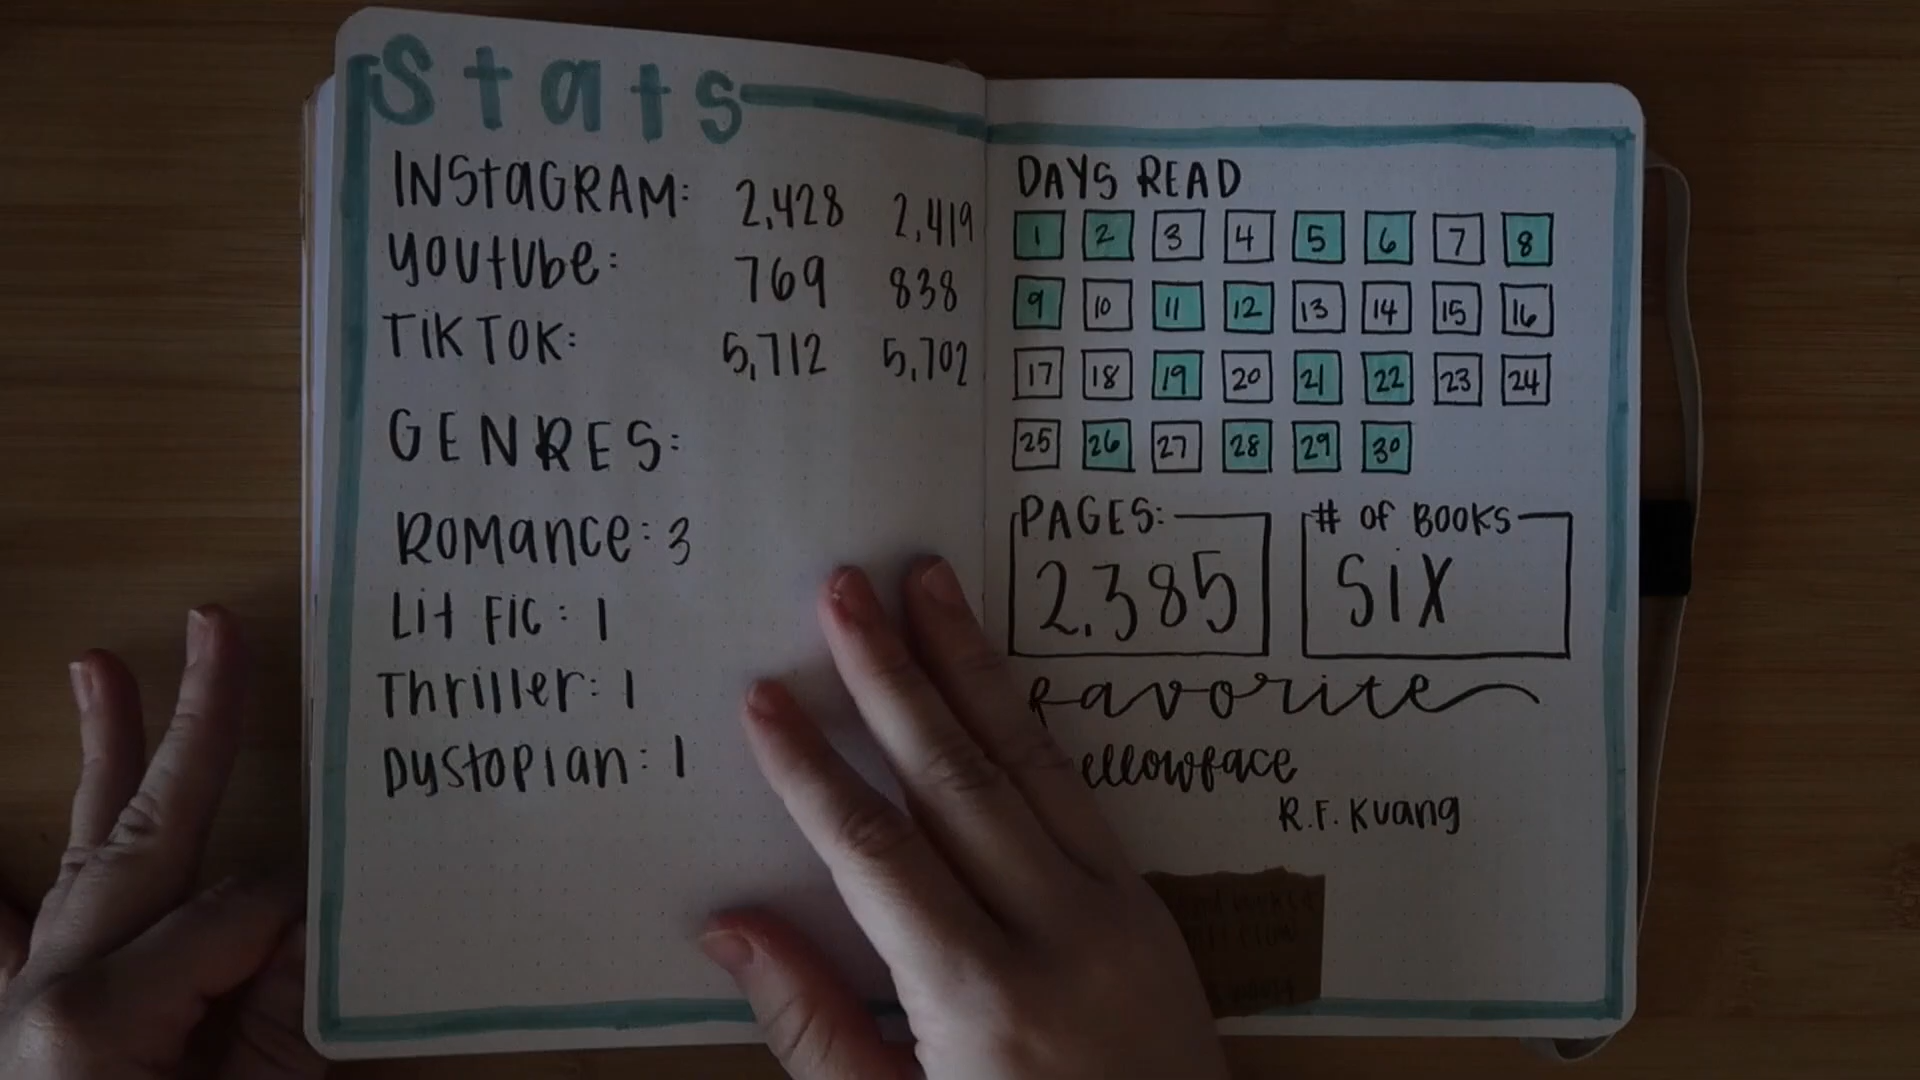 Stats
INStAGRAM: 2,428 2,419
YOUtUbe: 769 838
TiKTOK: 5,712 5,702
GENRES:
ROMANCE: 3
Lit Fic: 1
Thriller: 1
Dystopian: 1
DAYS READ
1 2 3 4 5 6 7 8
9 10 11 12 13 14 15 16
17 18 19 20 21 22 23 24
25 26 27 28 29 30
PAGES: # OF BOOKS
2,385 SIX
Favorite
ellowface
R.F. Kuang